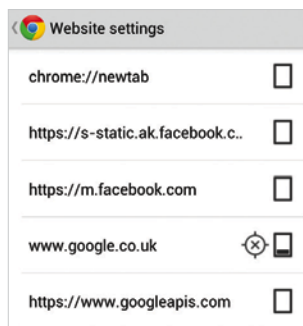 Website settings
chrome://newtab
https://s-static.ak.facebook.c..
https://m.facebook.com
www.google.co.uk
https://www.googleapis.com